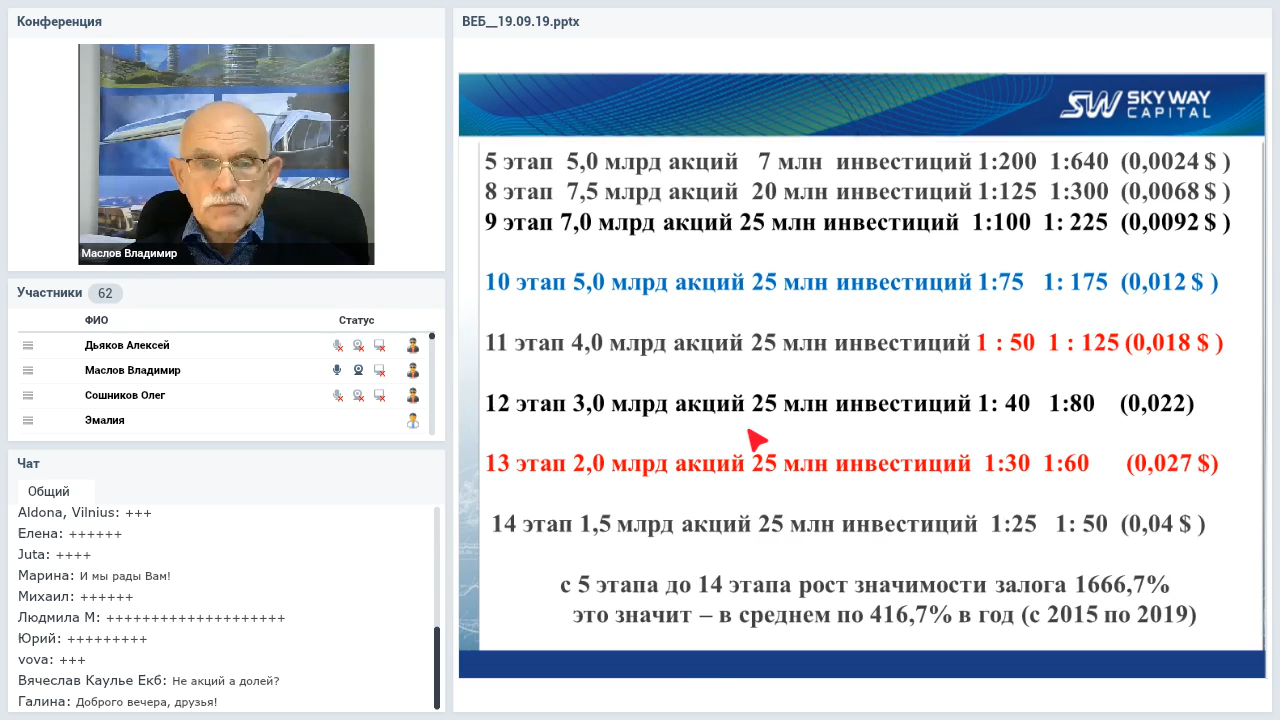 Конференция
Маслов Владимир
Участники 62
ФИО Статус
Дьяков Алексей
Маслов Владимир
Сошников Олег
Эмалия
Чат
Общий
Aldona, Vilnius: +++
Елена: ++++++
Juta: ++++
Марина: И мы рады Вам!
Михаил: ++++++
Людмила М: ++++++++++++++++++++
Юрий: +++++++++
vova: +++
Вячеслав Каулье Екб: Не акций а долей?
Галина: Доброго вечера, друзья!
ВЕБ__19.09.19.pptx
SW SKY WAY
CAPITAL
5 этап 5,0 млрд акций 7 млн инвестиций 1:200 1:640 (0,0024 $ )
8 этап 7,5 млрд акций 20 млн инвестиций 1:125 1:300 (0,0068 $ )
9 этап 7,0 млрд акций 25 млн инвестиций 1:100 1: 225 (0,0092 $ )
10 этап 5,0 млрд акций 25 млн инвестиций 1:75 1: 175 (0,012 $ )
11 этап 4,0 млрд акций 25 млн инвестиций 1 : 50 1 : 125 (0,018 $ )
12 этап 3,0 млрд акций 25 млн инвестиций 1: 40 1:80 (0,022)
13 этап 2,0 млрд акций 25 млн инвестиций 1:30 1:60 (0,027 $)
14 этап 1,5 млрд акций 25 млн инвестиций 1:25 1: 50 (0,04 $ )
с 5 этапа до 14 этапа рост значимости залога 1666,7%
это значит – в среднем по 416,7% в год (с 2015 по 2019)